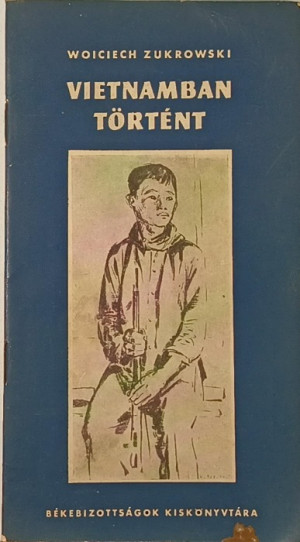 WOICIECH ZUKROWSKI
VIETNAMBAN
TÖRTÉNT
BÉKEBIZOTTSÁGOK KISKÖNYVTÁRA